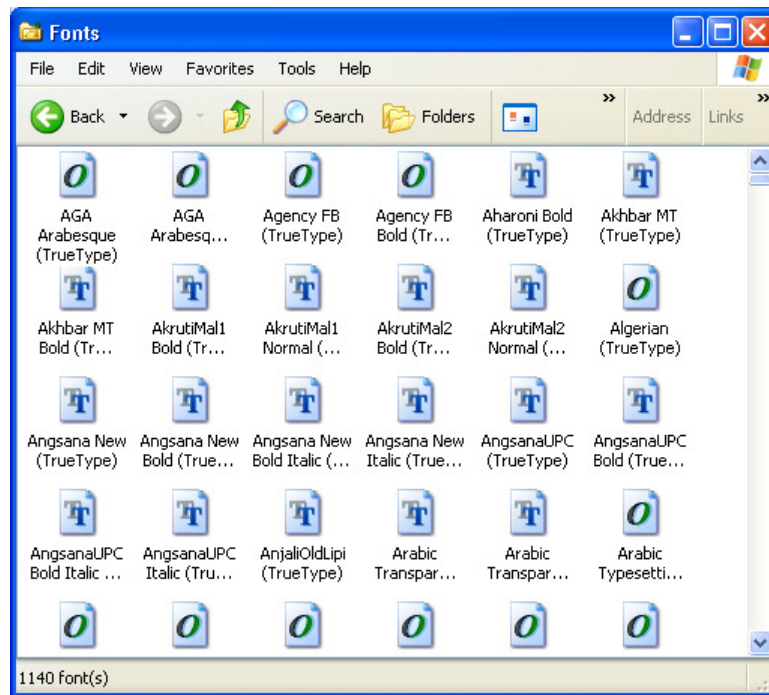 Fonts
File Edit View Favorites Tools Help
Back Search Folders » Address Links »
AGA AGA Agency FB Agency FB Aharoni Bold Akhbar MT
Arabesque Arabesq... (TrueType) Bold (Tr... (TrueType) (TrueType)
(TrueType)
Akhbar MT AkrutiMal1 AkrutiMal1 AkrutiMal2 AkrutiMal2 Algerian
Bold (Tr... Bold (Tr... Normal (... Bold (Tr... Normal (... (TrueType)
Angsana New Angsana New Angsana New Angsana New AngsanaUPC AngsanaUPC
(TrueType) Bold (True... Bold Italic (... Italic (True... (TrueType) Bold (True...
AngsanaUPC AngsanaUPC AnjaliOldLipi Arabic Arabic Arabic
Bold Italic ... Italic (Tru... (TrueType) Transpar... Transpar... Typesetti...
1140 font(s)